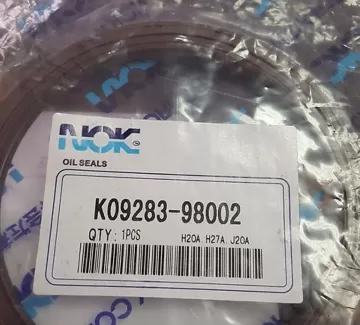 NOK
OIL SEALS
K09283-98002
QTY: 1PCS H20A. H27A. J20A